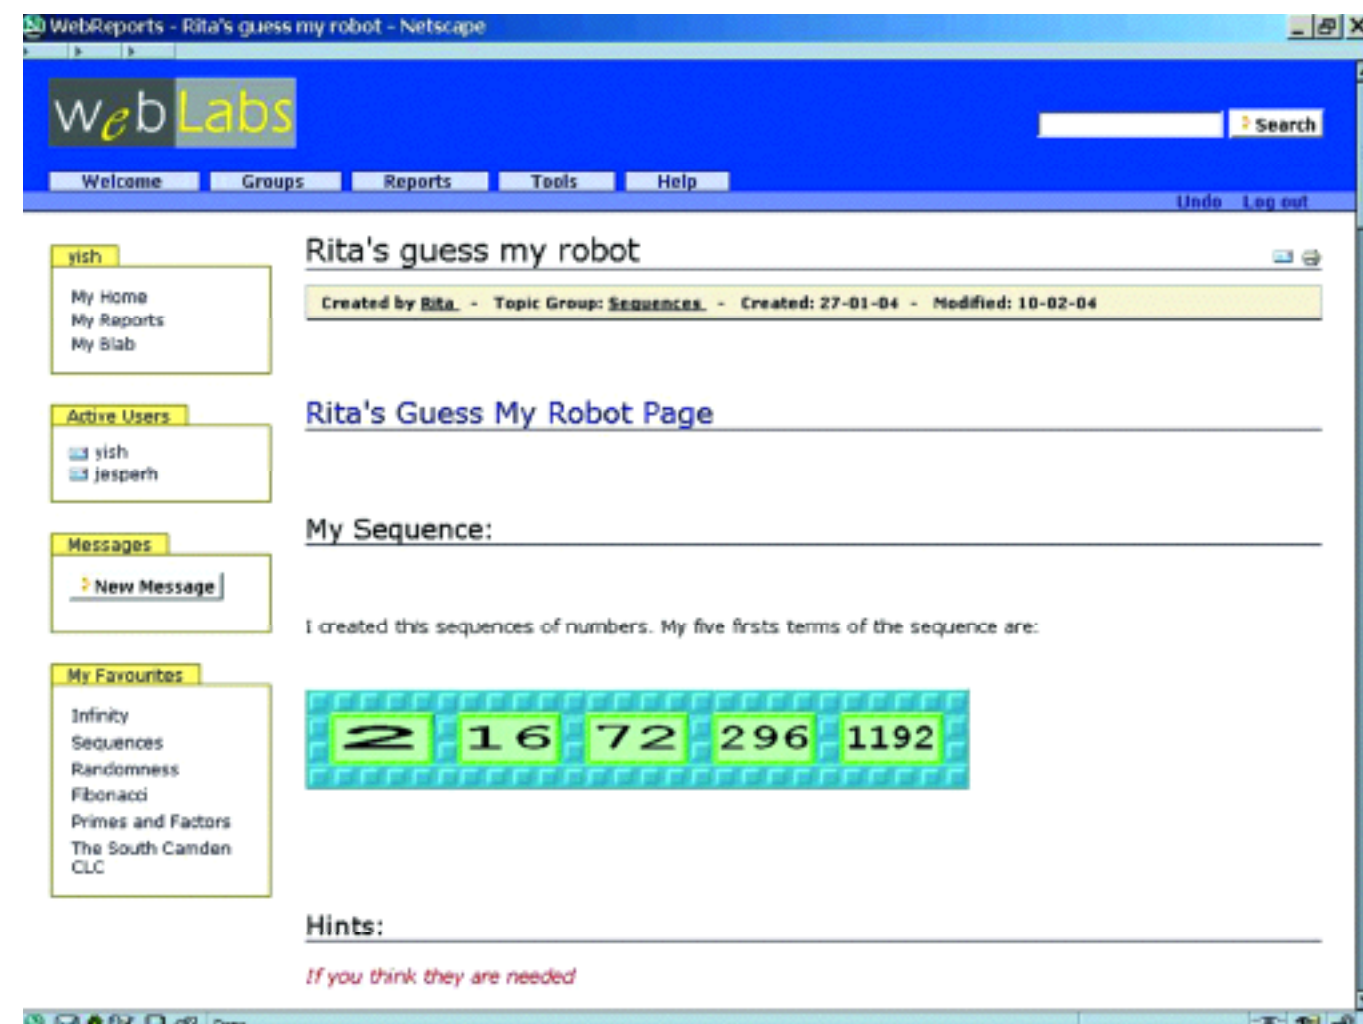 WebReports - Rita's guess my robot - Netscape
WebLabs
Search
Welcome Groups Reports Tools Help
Undo Log out
yish
My Home
My Reports
My Blab
Active Users
yish
jesperh
Messages
New Message
My Favourites
Infinity
Sequences
Randomness
Fibonacci
Primes and Factors
The South Camden
CLC
Rita's guess my robot
Created by Rita - Topic Group: Sequences - Created: 27-01-04 - Modified: 10-02-04
Rita's Guess My Robot Page
My Sequence:
I created this sequences of numbers. My five firsts terms of the sequence are:
2 16 72 296 1192
Hints:
If you think they are needed